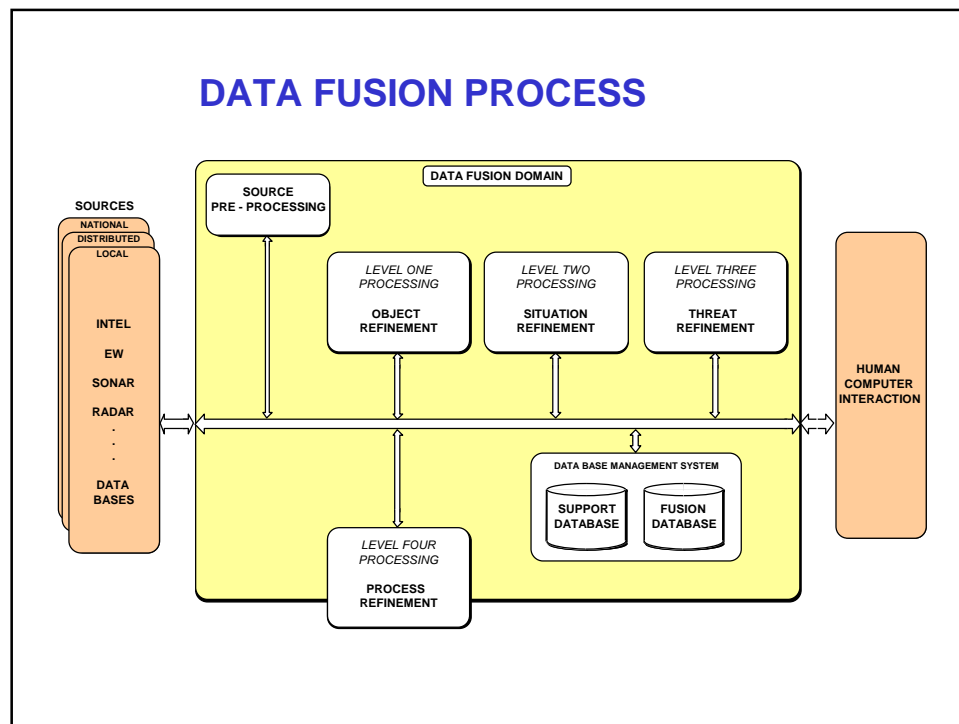 DATA FUSION PROCESS
DATA FUSION DOMAIN
SOURCE
PRE - PROCESSING
SOURCES
NATIONAL
DISTRIBUTED
LOCAL
INTEL
EW
SONAR
RADAR
.
.
.
DATA
BASES
LEVEL ONE
PROCESSING
OBJECT
REFINEMENT
LEVEL TWO
PROCESSING
SITUATION
REFINEMENT
LEVEL THREE
PROCESSING
THREAT
REFINEMENT
HUMAN
COMPUTER
INTERACTION
DATA BASE MANAGEMENT SYSTEM
SUPPORT
DATABASE
FUSION
DATABASE
LEVEL FOUR
PROCESSING
PROCESS
REFINEMENT